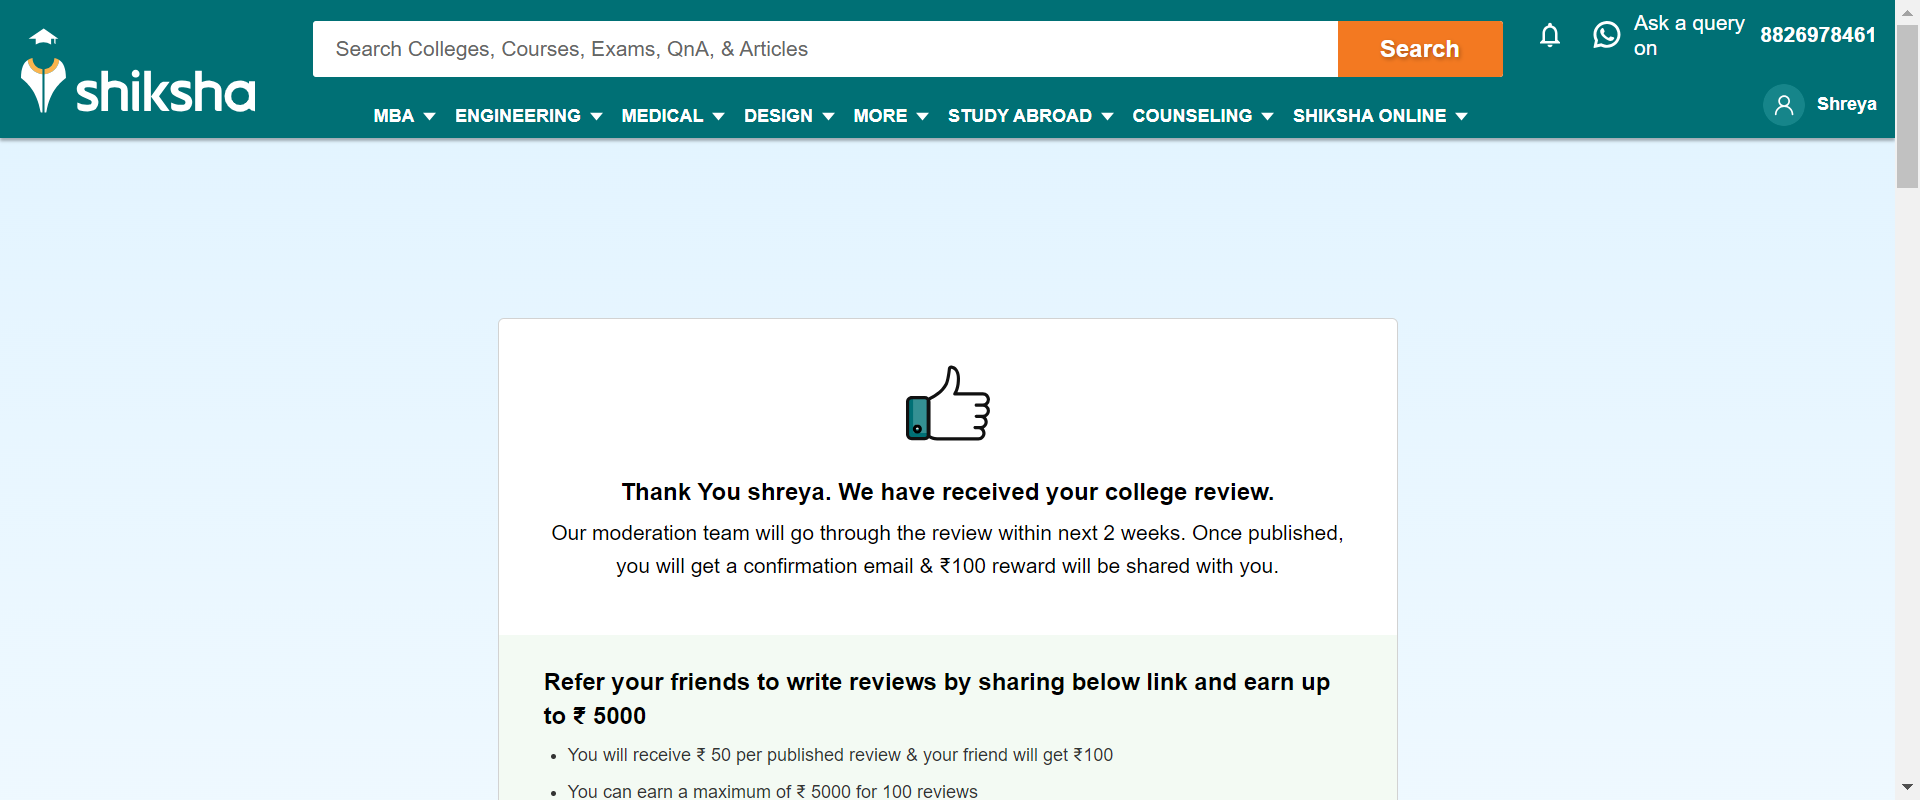 shiksha
Search Colleges, Courses, Exams, QnA, & Articles
Search
Ask a query
on
8826978461
MBA
ENGINEERING
MEDICAL
DESIGN
MORE
STUDY ABROAD
COUNSELING
SHIKSHA ONLINE
Shreya
Thank You shreya. We have received your college review.
Our moderation team will go through the review within next 2 weeks. Once published,
you will get a confirmation email & ₹100 reward will be shared with you.
Refer your friends to write reviews by sharing below link and earn up
to ₹ 5000
• You will receive ₹ 50 per published review & your friend will get ₹100
• You can earn a maximum of ₹ 5000 for 100 reviews